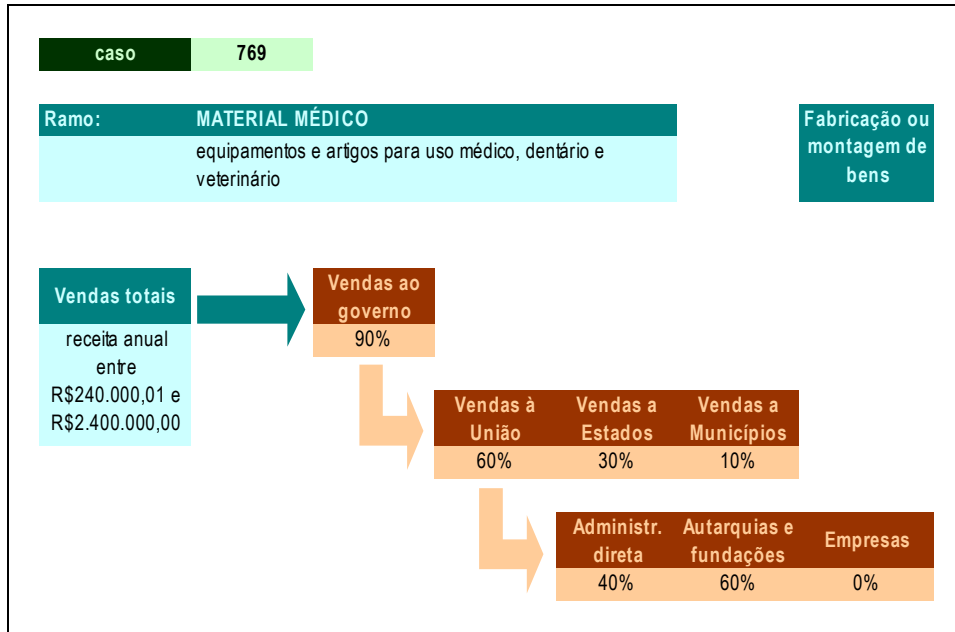 caso 769
Ramo: MATERIAL MÉDICO
equipamentos e artigos para uso médico, dentário e
veterinário
Fabricação ou
montagem de
bens
Vendas totais
receita anual
entre
R$240.000,01 e
R$2.400.000,00
Vendas ao
governo
90%
Vendas à
União
60%
Vendas a
Estados
30%
Vendas a
Municípios
10%
Administr.
direta
40%
Autarquias e
fundações
60%
Empresas
0%